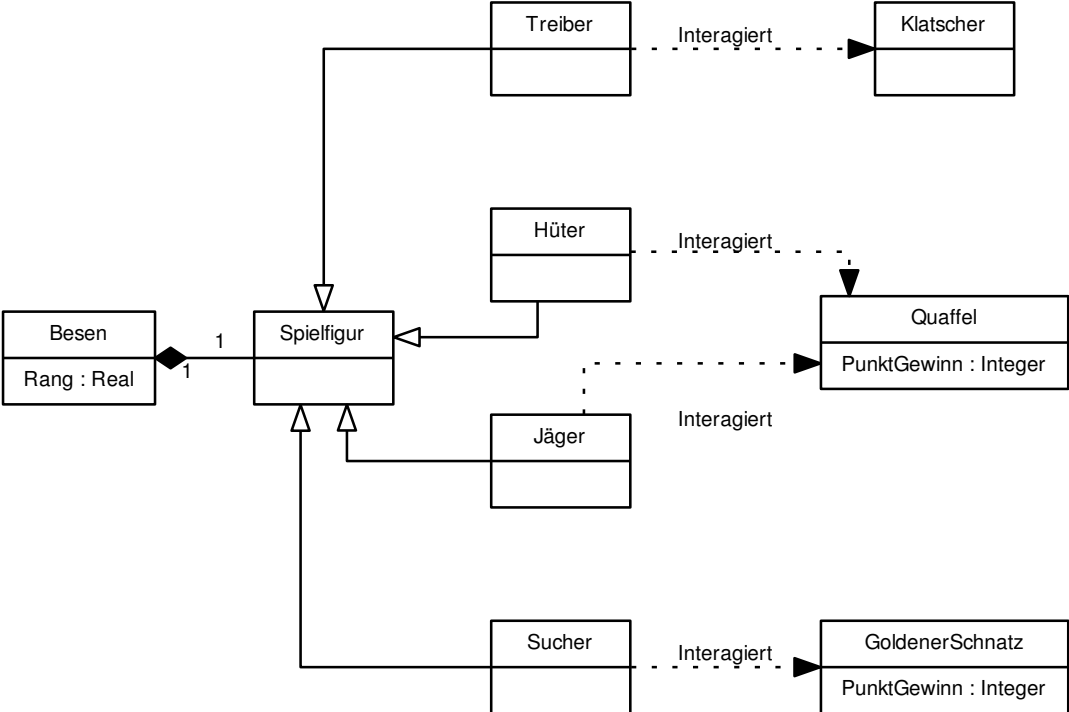 Treiber
Interagiert
Klatscher
Hüter
Interagiert
Quaffel
PunktGewinn : Integer
Besen
Rang : Real
1
1
Spielfigur
Jäger
Interagiert
Sucher
Interagiert
GoldenerSchnatz
PunktGewinn : Integer